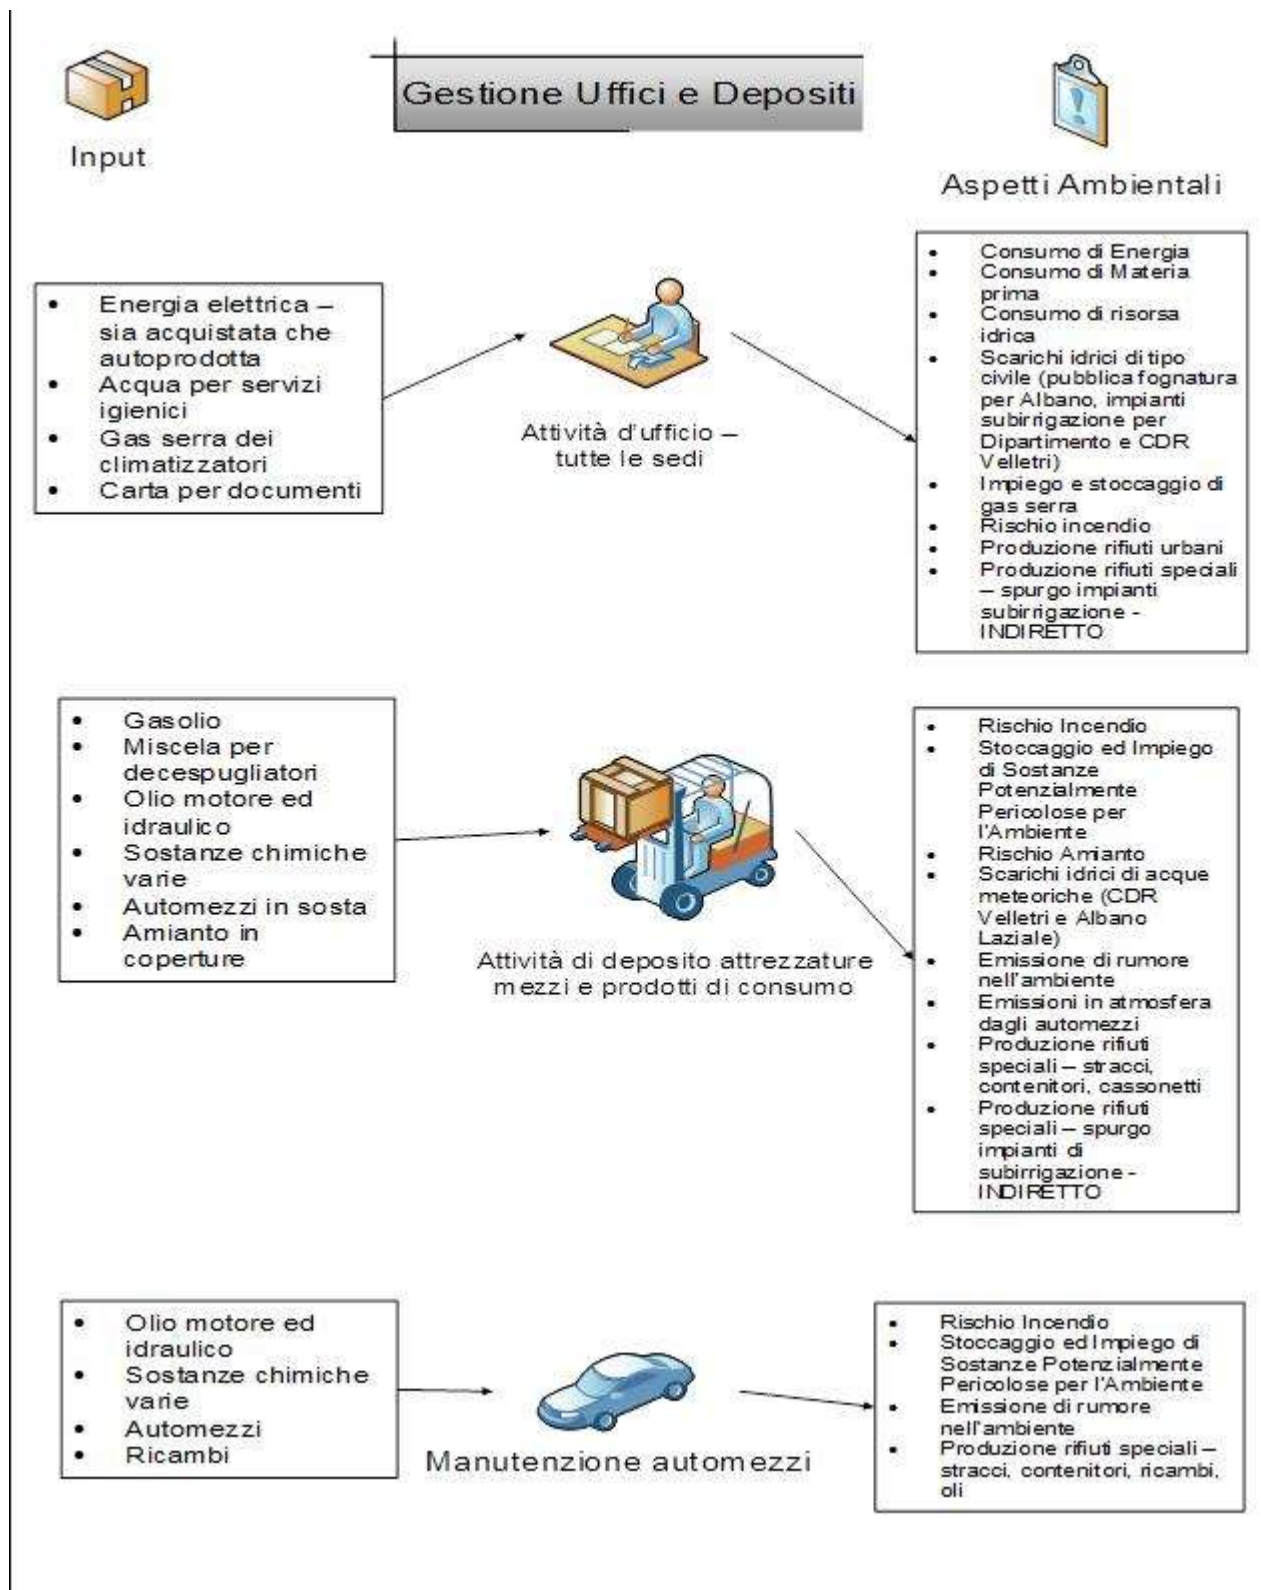 Gestione Uffici e Depositi
Input
Aspetti Ambientali
• Energia elettrica –
sia acquistata che
autoprodotta
• Acqua per servizi
igienici
• Gas serra dei
climatizzatori
• Carta per documenti
Attività d'ufficio –
tutte le sedi
• Consumo di Energia
• Consumo di Materia
prima
• Consumo di risorsa
idrica
• Scarichi idrici di tipo
civile (pubblica fognatura
per Albano, impianti
subirrigazione per
Dipartimento e CDR
Velletri)
• Impiego e stoccaggio di
gas serra
• Rischio incendio
• Produzione rifiuti urbani
• Produzione rifiuti speciali
– spurgo impianti
subirrigazione -
INDIRETTO
• Gasolio
• Miscela per
decespugliatori
• Olio motore ed
idraulico
• Sostanze chimiche
varie
• Automezzi in sosta
• Amianto in
coperture
Attività di deposito attrezzature
mezzi e prodotti di consumo
• Rischio Incendio
• Stoccaggio ed Impiego
di Sostanze
Potenzialmente
Pericolose per
l'Ambiente
• Rischio Amianto
• Scarichi idrici di acque
meteoriche (CDR
Velletri e Albano
Laziale)
• Emissione di rumore
nell'ambiente
• Emissioni in atmosfera
dagli automezzi
• Produzione rifiuti
speciali – stracci,
contenitori, cassonetti
• Produzione rifiuti
speciali – spurgo
impianti di
subirrigazione -
INDIRETTO
• Olio motore ed
idraulico
• Sostanze chimiche
varie
• Automezzi
• Ricambi
Manutenzione automezzi
• Rischio Incendio
• Stoccaggio ed Impiego di
Sostanze Potenzialmente
Pericolose per l'Ambiente
• Emissione di rumore
nell'ambiente
• Produzione rifiuti speciali –
stracci, contenitori, ricambi,
oli